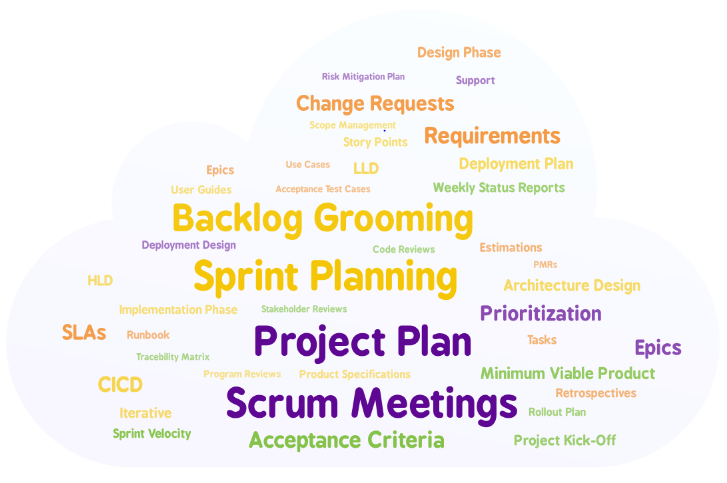 Design Phase
Risk Mitigation Plan
Support
Change Requests
Scope Management
Requirements
Story Points
Use Cases
LLD
Deployment Plan
Epics
User Guides
Acceptance Test Cases
Weekly Status Reports
Backlog Grooming
Deployment Design
Code Reviews
Estimations
PMRs
HLD
Sprint Planning
Architecture Design
Implementation Phase
Stakeholder Reviews
Prioritization
SLAs
Runbook
Project Plan
Tasks
Epics
Tracebility Matrix
CICD
Program Reviews
Product Specifications
Minimum Viable Product
Retrospectives
Iterative
Scrum Meetings
Rollout Plan
Sprint Velocity
Acceptance Criteria
Project Kick-Off